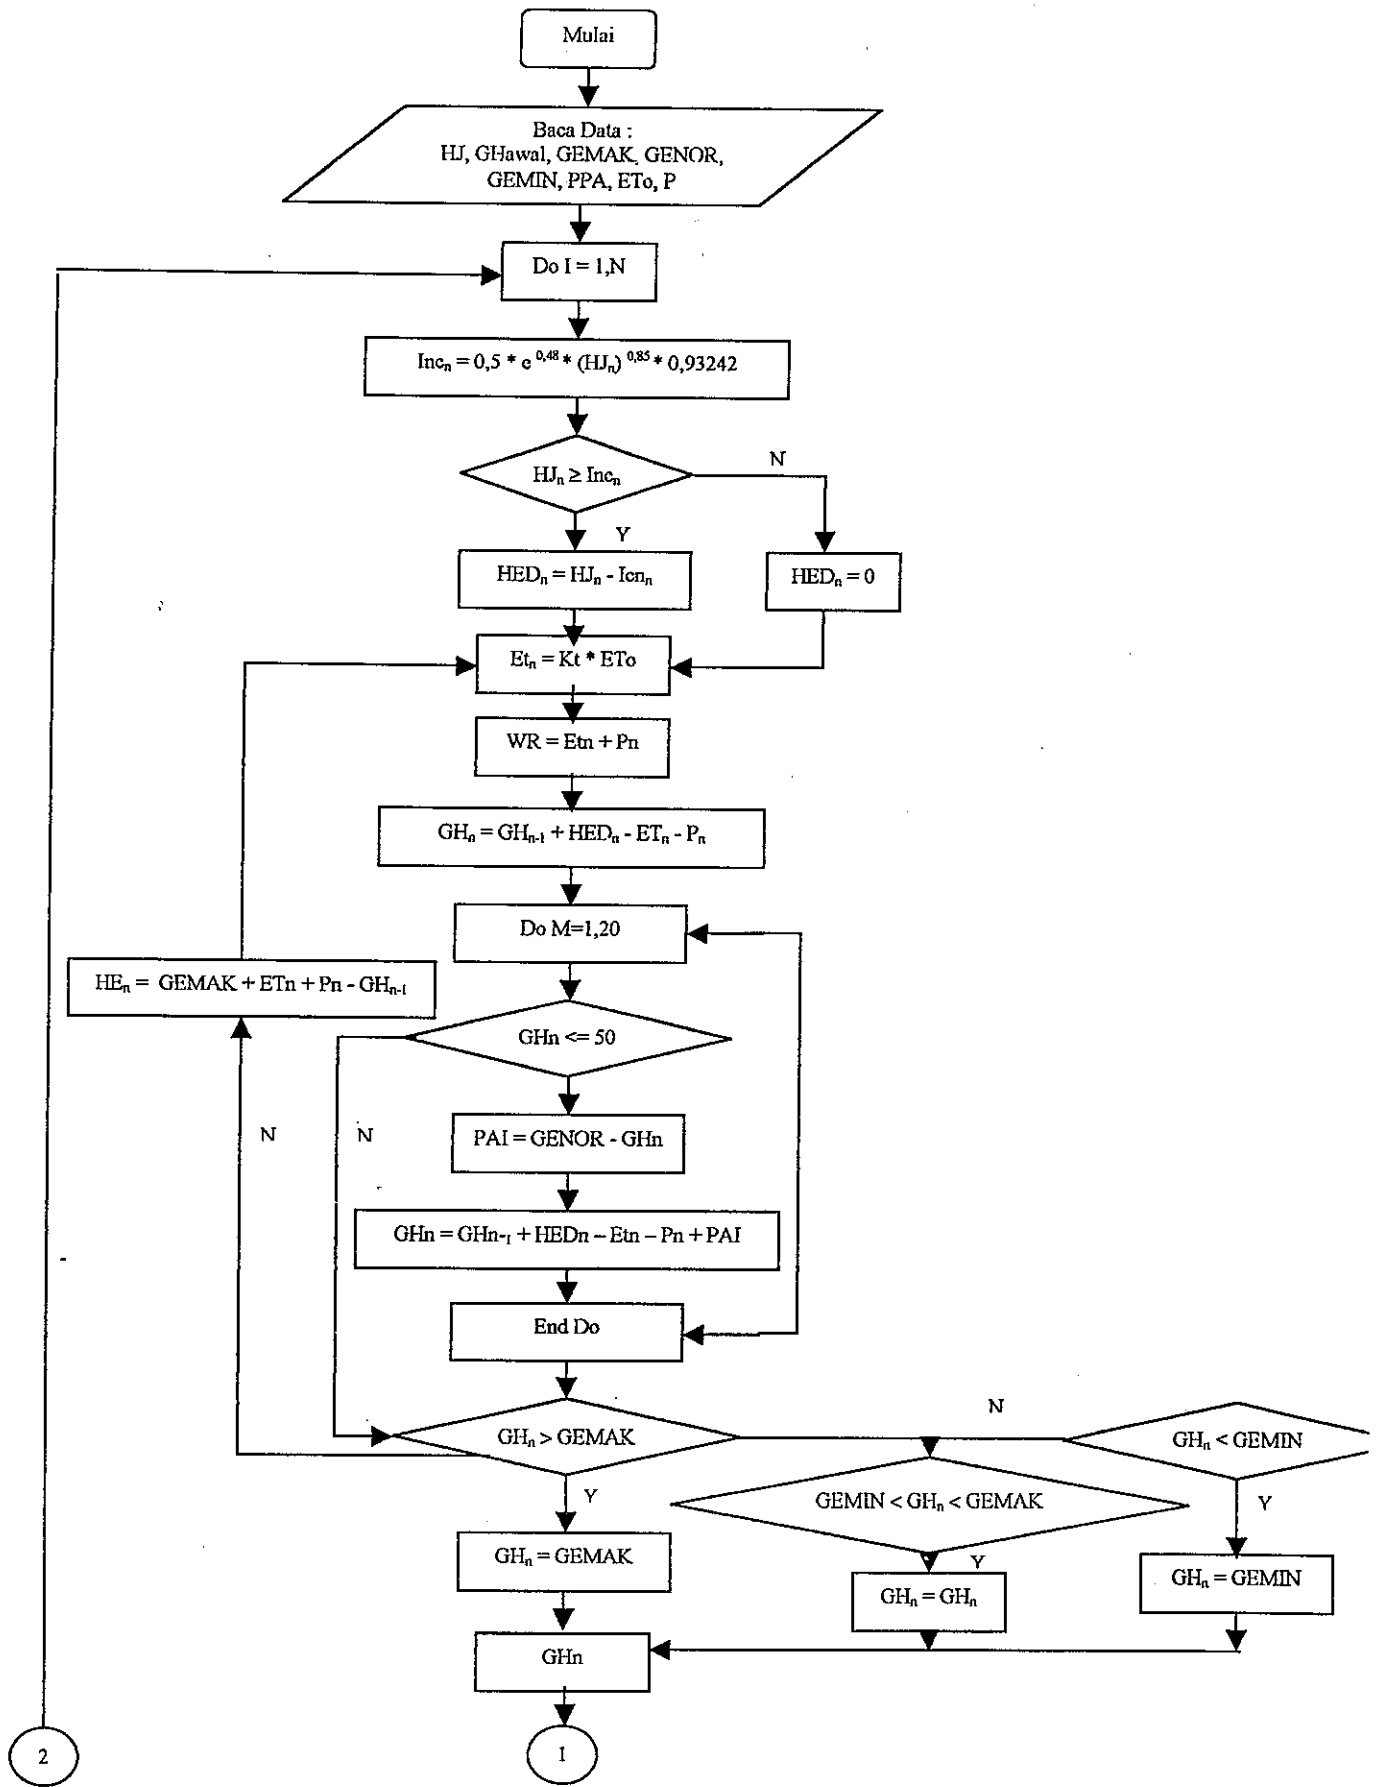 Mulai
Baca Data :
HJ, GHawal, GEMAK, GENOR,
GEMIN, PPA, ETo, P
Do I = 1,N
Incₙ = 0,5 * e ^0,48 * (HJₙ) ^0,85 * 0,93242
HJₙ ≥ Incₙ
N
Y
HEDₙ = HJₙ - Icnₙ
HEDₙ = 0
Etₙ = Kt * ETo
WR = Etn + Pn
GHₙ = GHₙ₋₁ + HEDₙ - ETₙ - Pₙ
Do M=1,20
HEₙ = GEMAK + ETn + Pn - GHₙ₋₁
GHn <= 50
N
N
PAI = GENOR - GHn
GHn = GHn-₁ + HEDn – Etn – Pn + PAI
End Do
N
GHₙ > GEMAK
GHₙ < GEMIN
Y
GEMIN < GHₙ < GEMAK
Y
GHₙ = GEMAK
Y
GHₙ = GHₙ
GHₙ = GEMIN
GHn
2
1